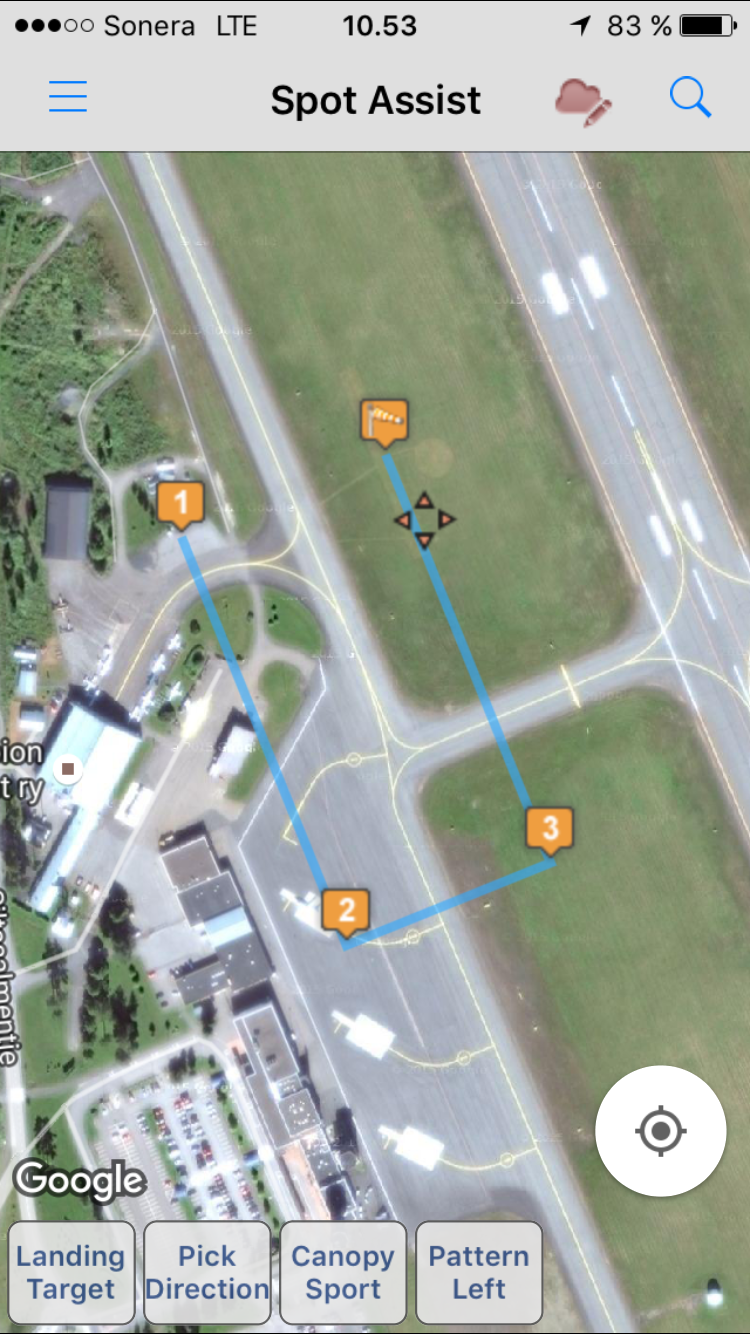 Sonera LTE 10.53 83 %
Spot Assist
1
2
3
Google
Landing Target
Pick Direction
Canopy Sport
Pattern Left